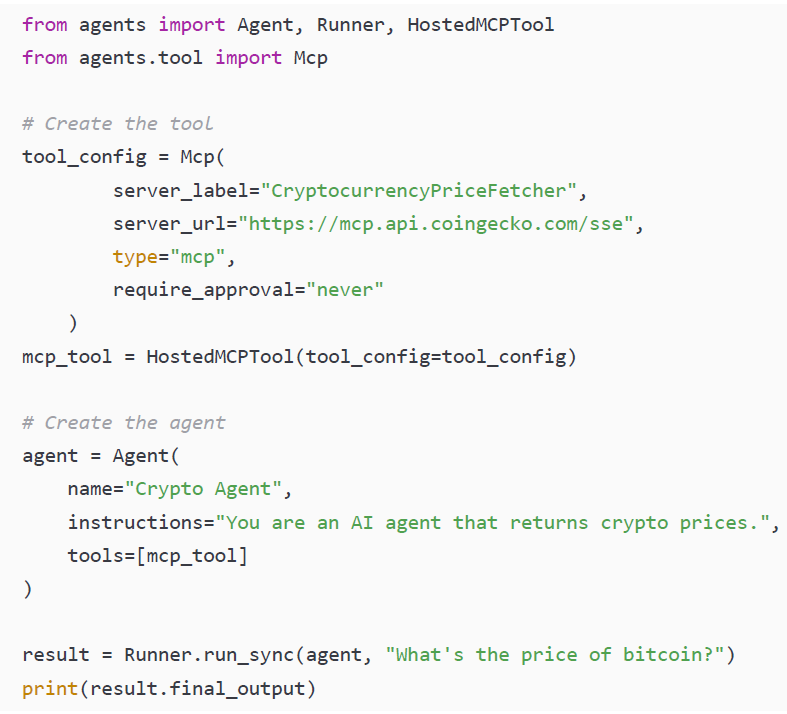 from agents import Agent, Runner, HostedMCPTool
from agents.tool import Mcp
# Create the tool
tool_config = Mcp(
server_label="CryptocurrencyPriceFetcher",
server_url="https://mcp.api.coingecko.com/sse",
type="mcp",
require_approval="never"
)
mcp_tool = HostedMCPTool(tool_config=tool_config)
# Create the agent
agent = Agent(
name="Crypto Agent",
instructions="You are an AI agent that returns crypto prices.",
tools=[mcp_tool]
)
result = Runner.run_sync(agent, "What's the price of bitcoin?")
print(result.final_output)